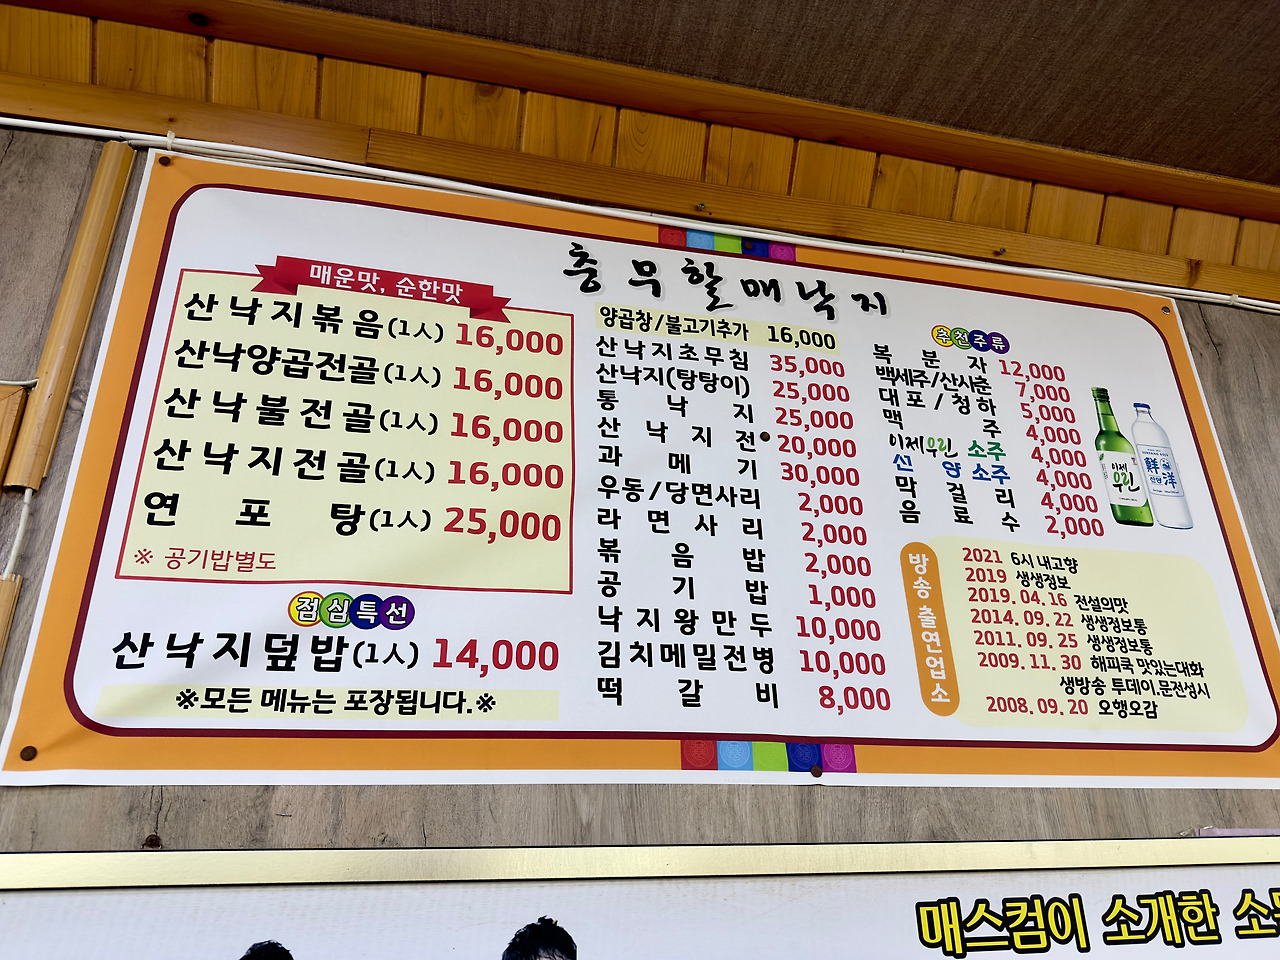 충무할매낙지
매운맛, 순한맛
산낙지볶음(1人) 16,000
산낙양곱전골(1人) 16,000
산낙불전골(1人) 16,000
산낙지전골(1人) 16,000
연포탕(1人) 25,000
※ 공기밥별도
점심특선
산낙지덮밥(1人) 14,000
※모든 메뉴는 포장됩니다.※
양곱창/불고기추가 16,000
산낙지초무침 35,000
산낙지(탕탕이) 25,000
통낙지 25,000
산낙지전 20,000
과메기 30,000
우동/당면사리 2,000
라면사리 2,000
볶음밥 2,000
공기밥 1,000
낙지왕만두 10,000
김치메밀전병 10,000
떡갈비 8,000
추천주류
복분자 12,000
백세주/산사춘 7,000
대포/청하 5,000
맥주 4,000
이제우린 소주 4,000
선양소주 4,000
막걸리 4,000
음료수 2,000
이제
우린
鮮洋
선양
방송 출연업소
2021 6시 내고향
2019 생생정보
2019. 04. 16 전설의맛
2014. 09. 22 생생정보통
2011. 09. 25 생생정보통
2009. 11. 30 해피쿡 맛있는대화
생방송 투데이.문전성시
2008. 09. 20 오행오감
매스컴이 소개한